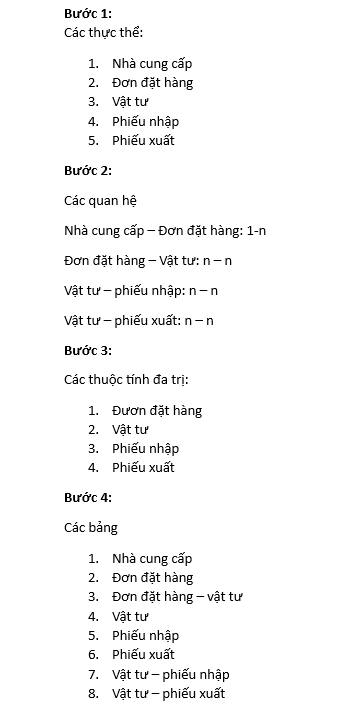 Bước 1:
Các thực thể:
1. Nhà cung cấp
2. Đơn đặt hàng
3. Vật tư
4. Phiếu nhập
5. Phiếu xuất
Bước 2:
Các quan hệ
Nhà cung cấp – Đơn đặt hàng: 1-n
Đơn đặt hàng – Vật tư: n – n
Vật tư – phiếu nhập: n – n
Vật tư – phiếu xuất: n – n
Bước 3:
Các thuộc tính đa trị:
1. Đươn đặt hàng
2. Vật tư
3. Phiếu nhập
4. Phiếu xuất
Bước 4:
Các bảng
1. Nhà cung cấp
2. Đơn đặt hàng
3. Đơn đặt hàng – vật tư
4. Vật tư
5. Phiếu nhập
6. Phiếu xuất
7. Vật tư – phiếu nhập
8. Vật tư – phiếu xuất